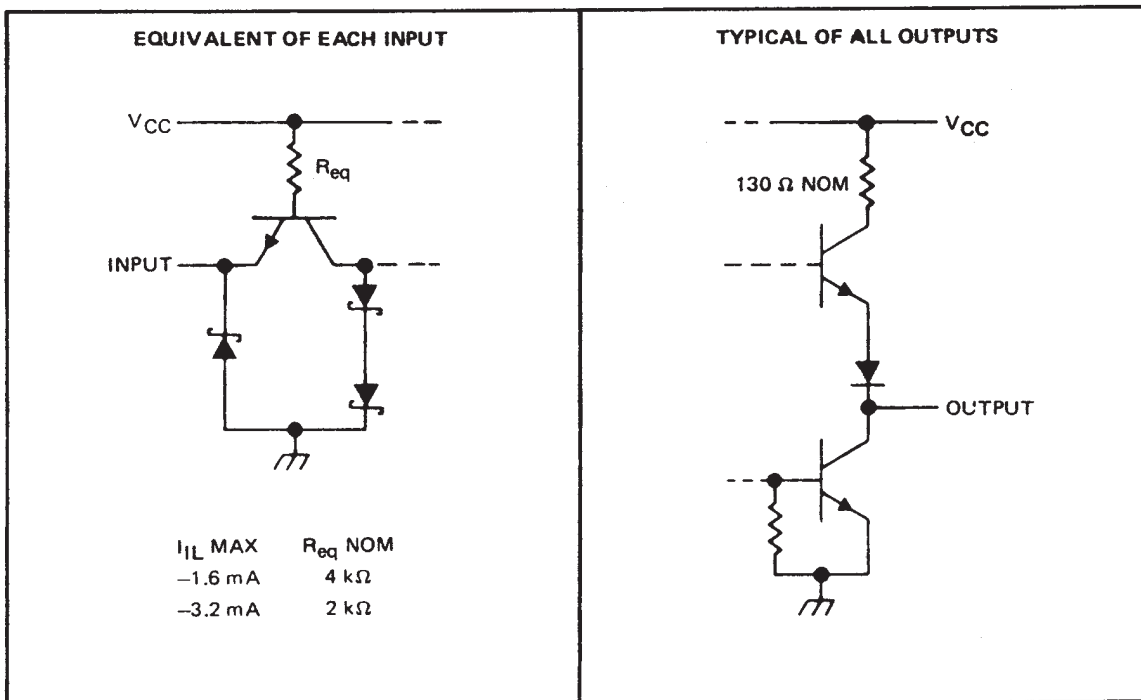 EQUIVALENT OF EACH INPUT
VCC
Req
INPUT
IIL MAX Req NOM
−1.6 mA 4 kΩ
−3.2 mA 2 kΩ
TYPICAL OF ALL OUTPUTS
VCC
130 Ω NOM
OUTPUT